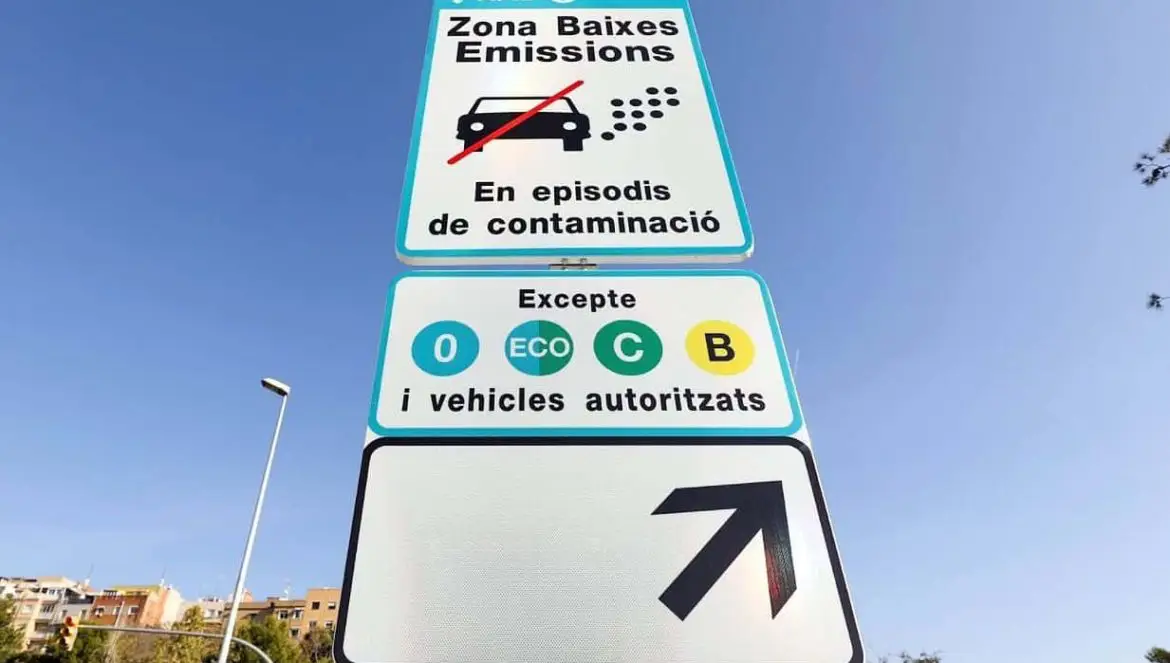 Zona Baixes
Emissions
En episodis
de contaminació
Excepte
0 ECO C B
i vehicles autoritzats